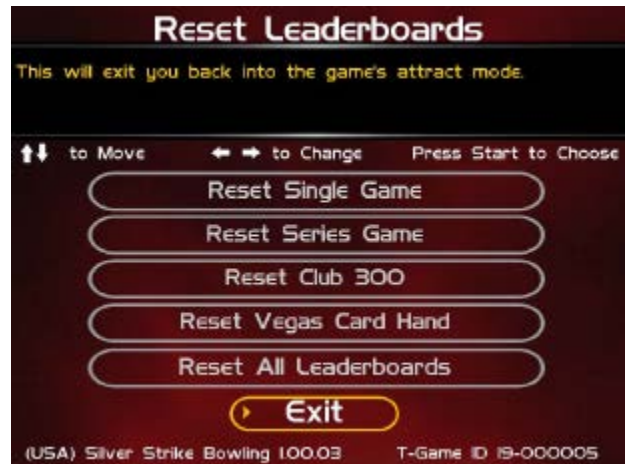 Reset Leaderboards
This will exit you back into the game's attract mode.
to Move to Change Press Start to Choose
Reset Single Game
Reset Series Game
Reset Club 300
Reset Vegas Card Hand
Reset All Leaderboards
Exit
(USA) Silver Strike Bowling 1.00.03 T-Game ID 19-000005